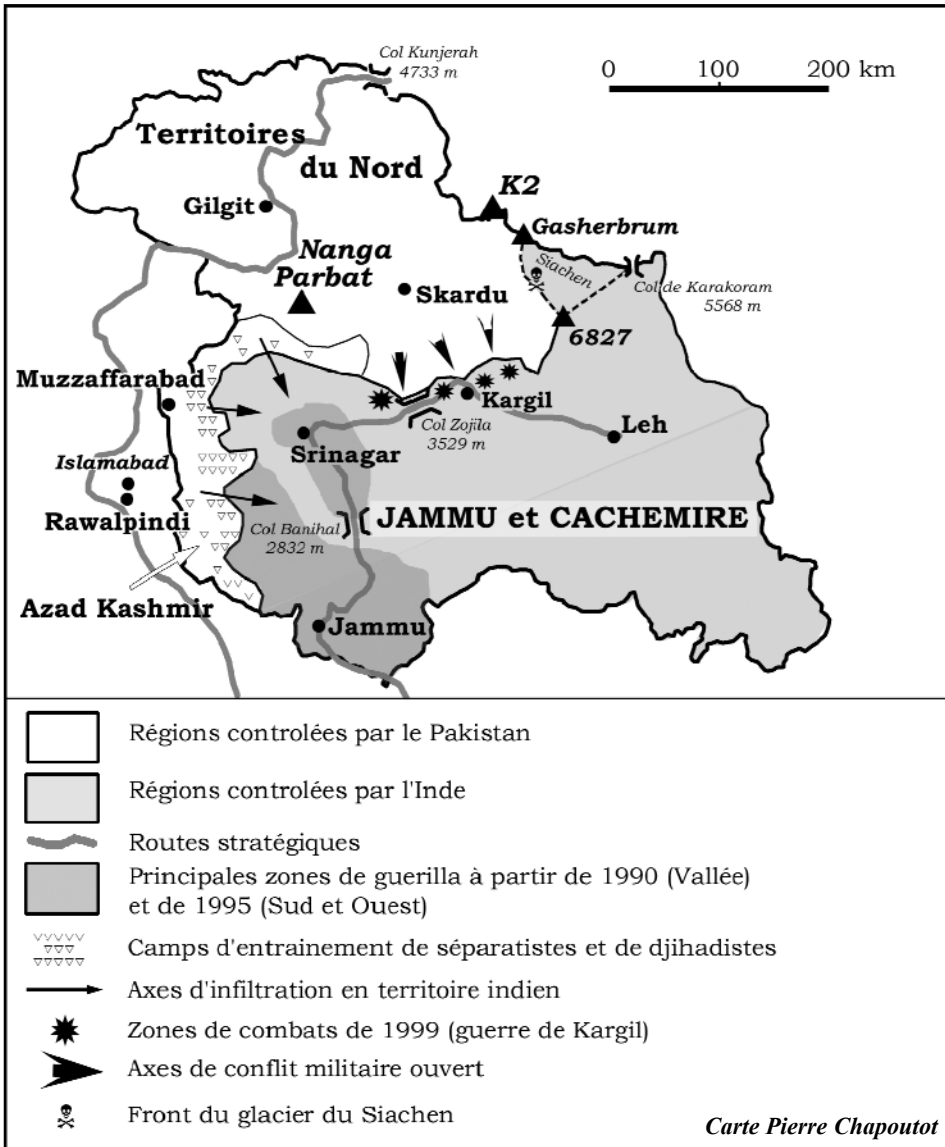 Col Kunjerah
4733 m
0 100 200 km
Territoires
du Nord
K2
Gilgit
Gasherbrum
Nanga
Parbat
Siachen
Skardu
Col de Karakoram
5568 m
6827
Muzzaffarabad
Kargil
Col Zojila
3529 m
Leh
Srinagar
Islamabad
Rawalpindi
Col Banihal
2832 m
JAMMU et CACHEMIRE
Azad Kashmir
Jammu
Régions controlées par le Pakistan
Régions controlées par l'Inde
Routes stratégiques
Principales zones de guerilla à partir de 1990 (Vallée)
et de 1995 (Sud et Ouest)
Camps d'entrainement de séparatistes et de djihadistes
Axes d'infiltration en territoire indien
Zones de combats de 1999 (guerre de Kargil)
Axes de conflit militaire ouvert
Front du glacier du Siachen
Carte Pierre Chapoutot